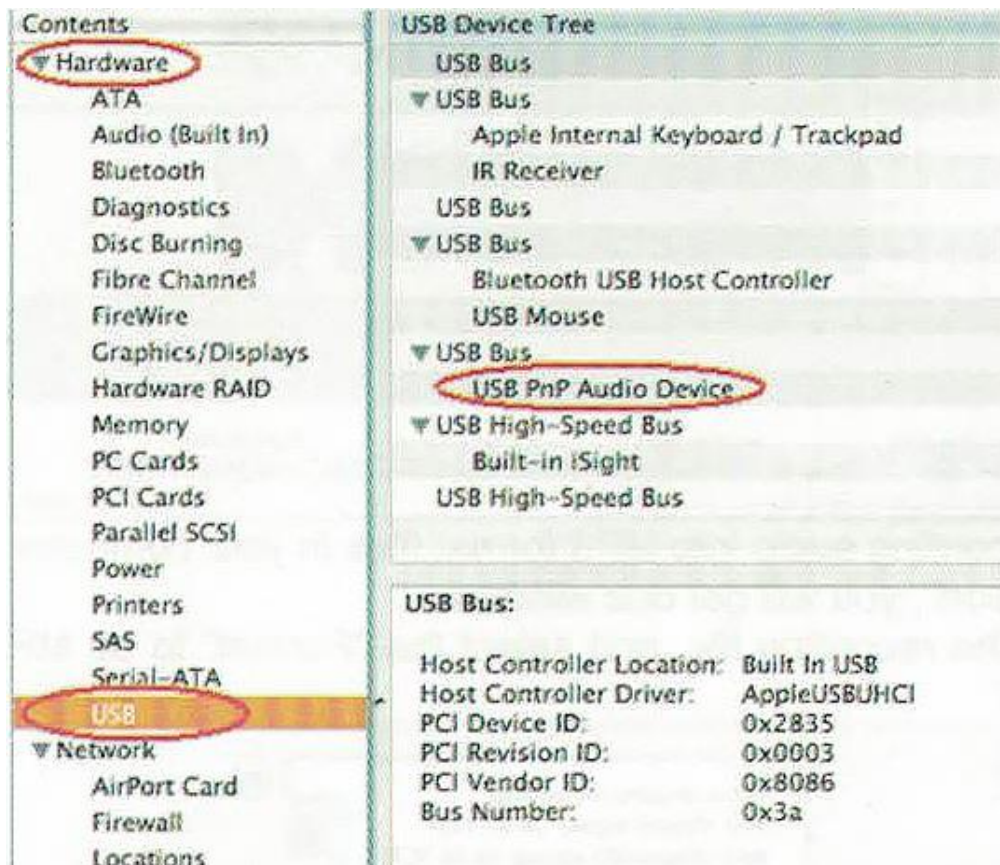 Contents
Hardware
ATA
Audio (Built In)
Bluetooth
Diagnostics
Disc Burning
Fibre Channel
FireWire
Graphics/Displays
Hardware RAID
Memory
PC Cards
PCI Cards
Parallel SCSI
Power
Printers
SAS
Serial-ATA
USB
Network
AirPort Card
Firewall
Locations
USB Device Tree
USB Bus
USB Bus
Apple Internal Keyboard / Trackpad
IR Receiver
USB Bus
USB Bus
Bluetooth USB Host Controller
USB Mouse
USB Bus
USB PnP Audio Device
USB High-Speed Bus
Built-in iSight
USB High-Speed Bus
USB Bus:
Host Controller Location: Built In USB
Host Controller Driver: AppleUSBUHCI
PCI Device ID: 0x2835
PCI Revision ID: 0x0003
PCI Vendor ID: 0x8086
Bus Number: 0x3a